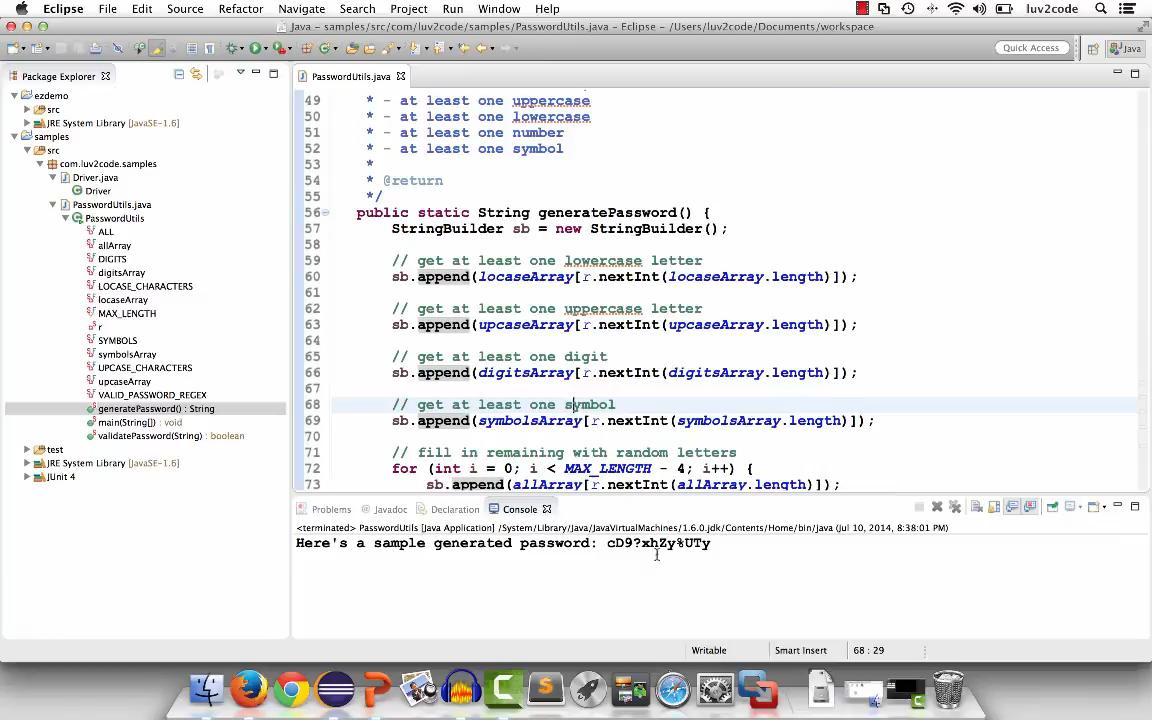 Eclipse File Edit Source Refactor Navigate Search Project Run Window Help luv2code
Java – samples/src/com/luv2code/samples/PasswordUtils.java – Eclipse – /Users/luv2code/Documents/workspace
Quick Access Java
Package Explorer
ezdemo
src
JRE System Library [JavaSE-1.6]
samples
src
com.luv2code.samples
Driver.java
Driver
PasswordUtils.java
PasswordUtils
ALL
allArray
DIGITS
digitsArray
LOCASE_CHARACTERS
locaseArray
MAX_LENGTH
r
SYMBOLS
symbolsArray
UPCASE_CHARACTERS
upcaseArray
VALID_PASSWORD_REGEX
generatePassword() : String
main(String[]) : void
validatePassword(String) : boolean
test
JRE System Library [JavaSE-1.6]
JUnit 4
PasswordUtils.java
49 * - at least one uppercase
50 * - at least one lowercase
51 * - at least one number
52 * - at least one symbol
53 *
54 * @return
55 */
56 public static String generatePassword() {
57 StringBuilder sb = new StringBuilder();
58
59 // get at least one lowercase letter
60 sb.append(locaseArray[r.nextInt(locaseArray.length)]);
61
62 // get at least one uppercase letter
63 sb.append(upcaseArray[r.nextInt(upcaseArray.length)]);
64
65 // get at least one digit
66 sb.append(digitsArray[r.nextInt(digitsArray.length)]);
67
68 // get at least one symbol
69 sb.append(symbolsArray[r.nextInt(symbolsArray.length)]);
70
71 // fill in remaining with random letters
72 for (int i = 0; i < MAX_LENGTH - 4; i++) {
73 sb.append(allArray[r.nextInt(allArray.length)]);
Problems Javadoc Declaration Console
<terminated> PasswordUtils [Java Application] /System/Library/Java/JavaVirtualMachines/1.6.0.jdk/Contents/Home/bin/java (Jul 10, 2014, 8:38:01 PM)
Here's a sample generated password: cD9?xhZy%UTy
Writable Smart Insert 68 : 29